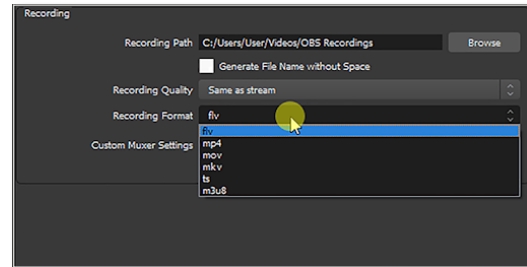 Recording
Recording Path C:/Users/User/Videos/OBS Recordings Browse
Generate File Name without Space
Recording Quality Same as stream
Recording Format flv
flv
Custom Muxer Settings mp4
mov
mkv
ts
m3u8